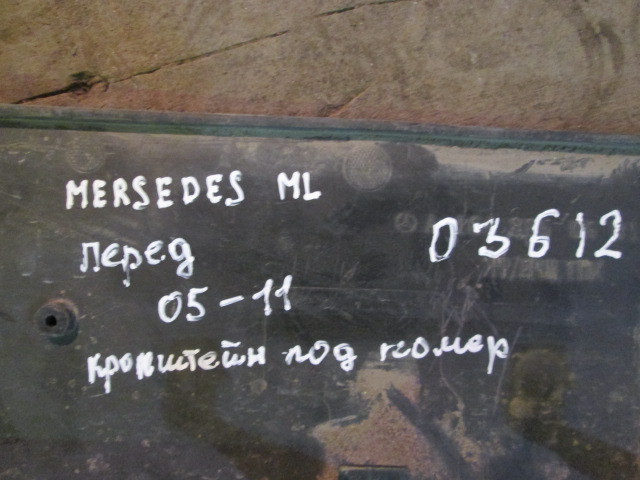 MERSEDES ML
перед
03612
05-11
кронштейн под номер